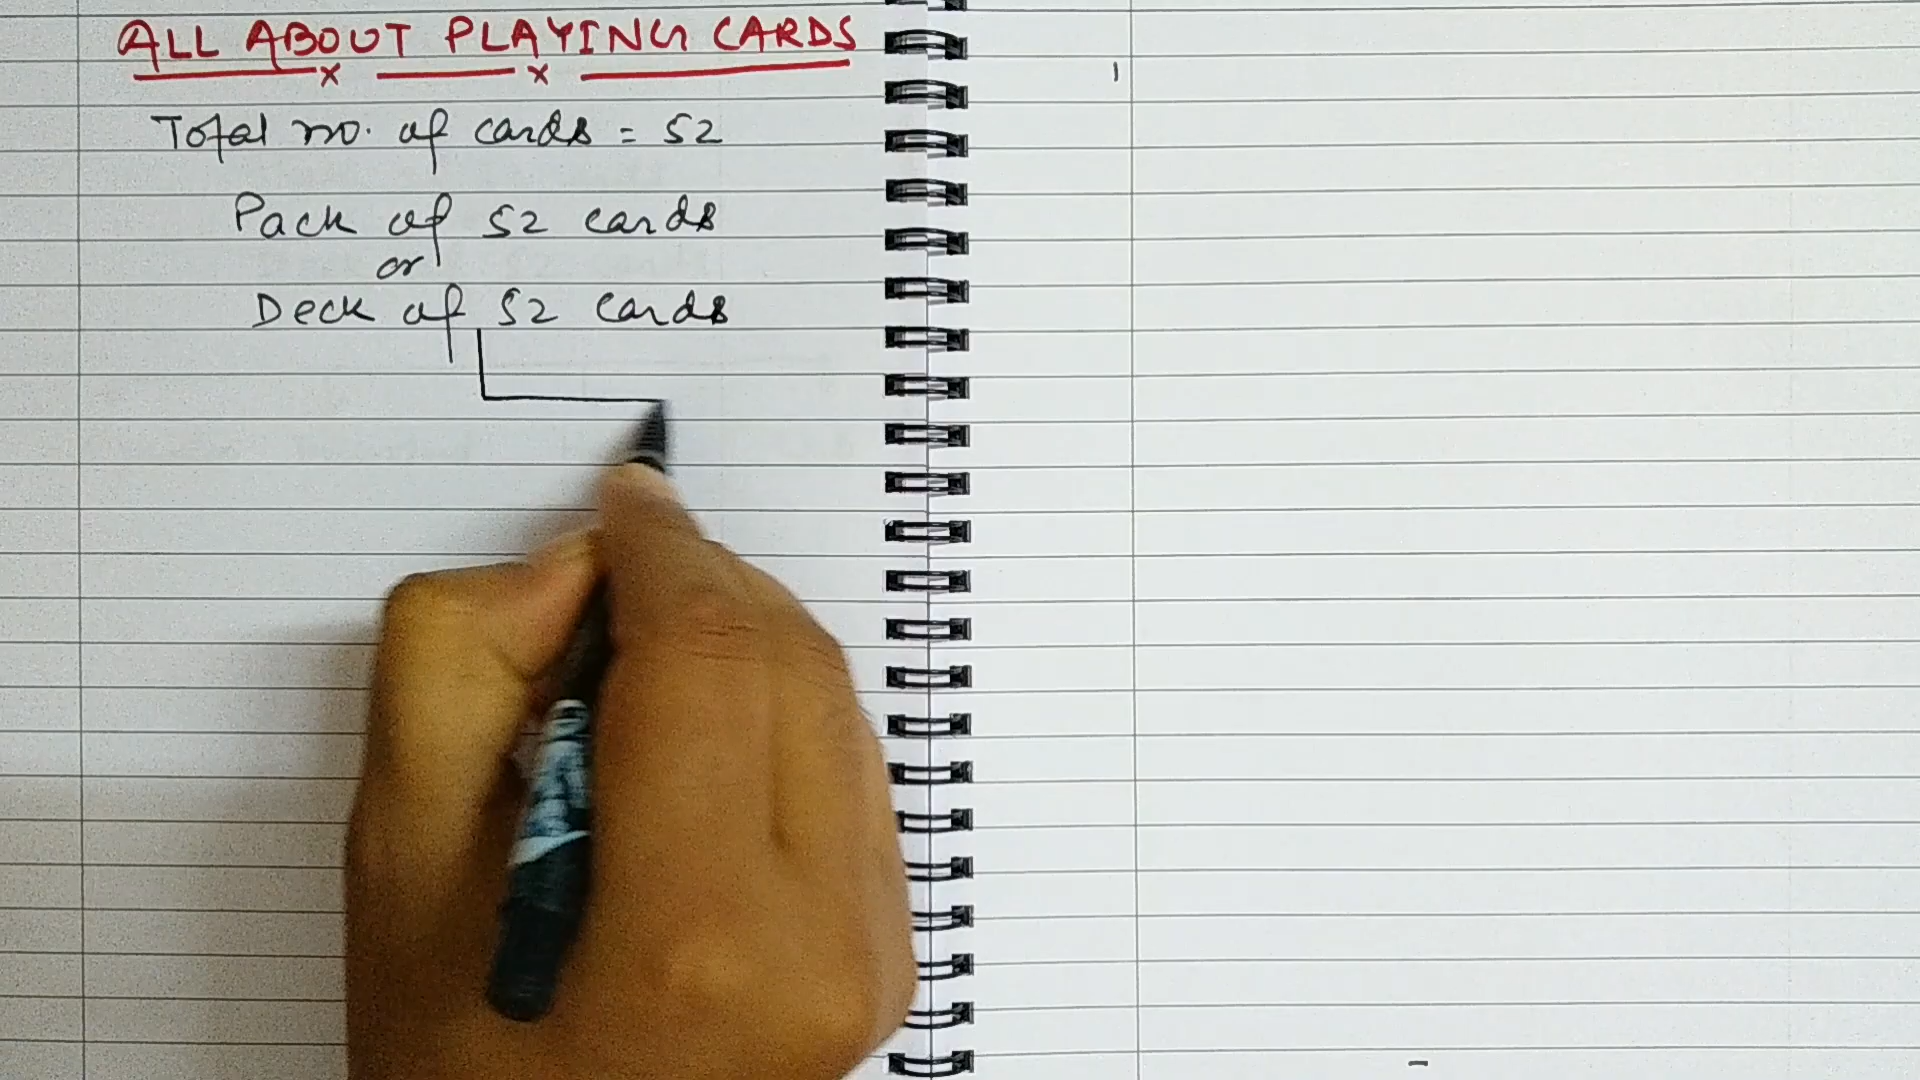 ALL ABOUT PLAYING CARDS
Total no. of cards = 52
Pack of 52 cards
or
Deck of 52 cards